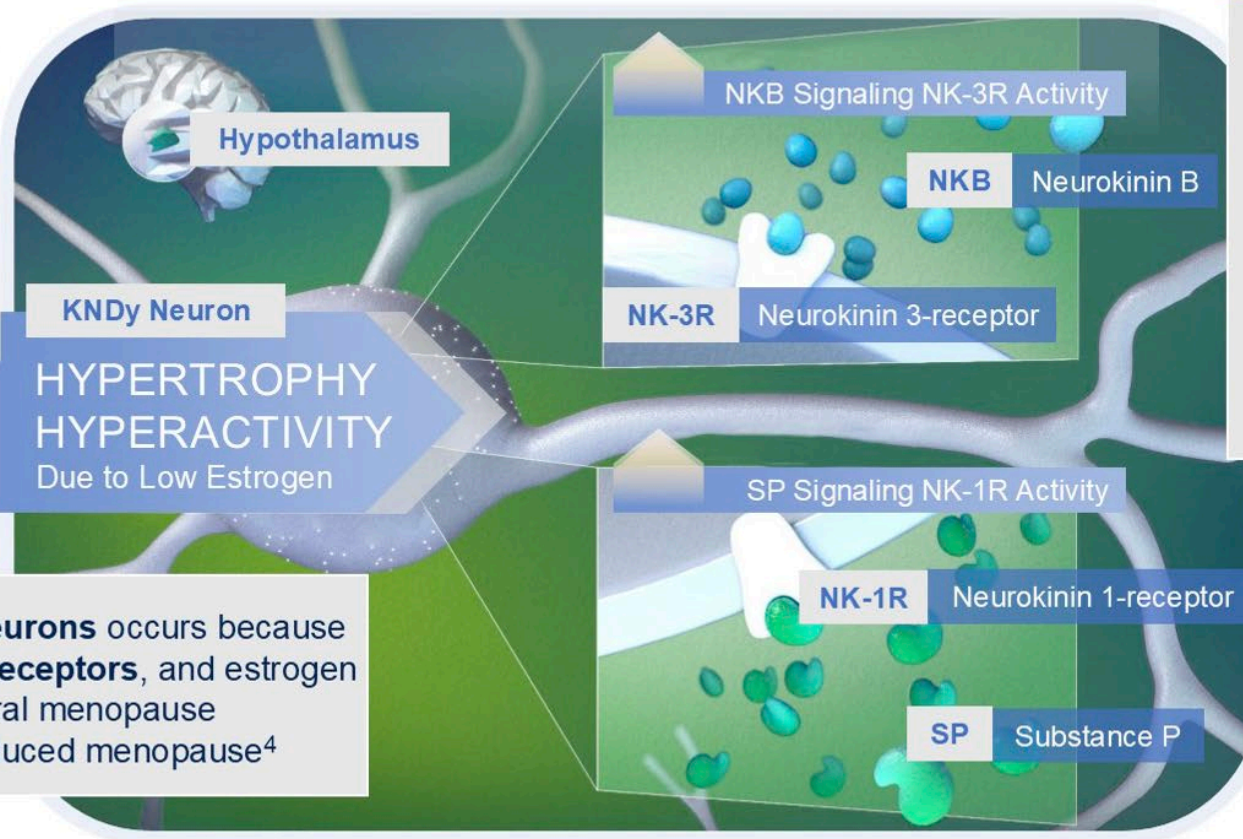 Hypothalamus
KNDy Neuron
HYPERTROPHY
HYPERACTIVITY
Due to Low Estrogen
NKB Signaling NK-3R Activity
NKB Neurokinin B
NK-3R Neurokinin 3-receptor
SP Signaling NK-1R Activity
NK-1R Neurokinin 1-receptor
SP Substance P
occurs because
, and estrogen
menopause
menopause⁴